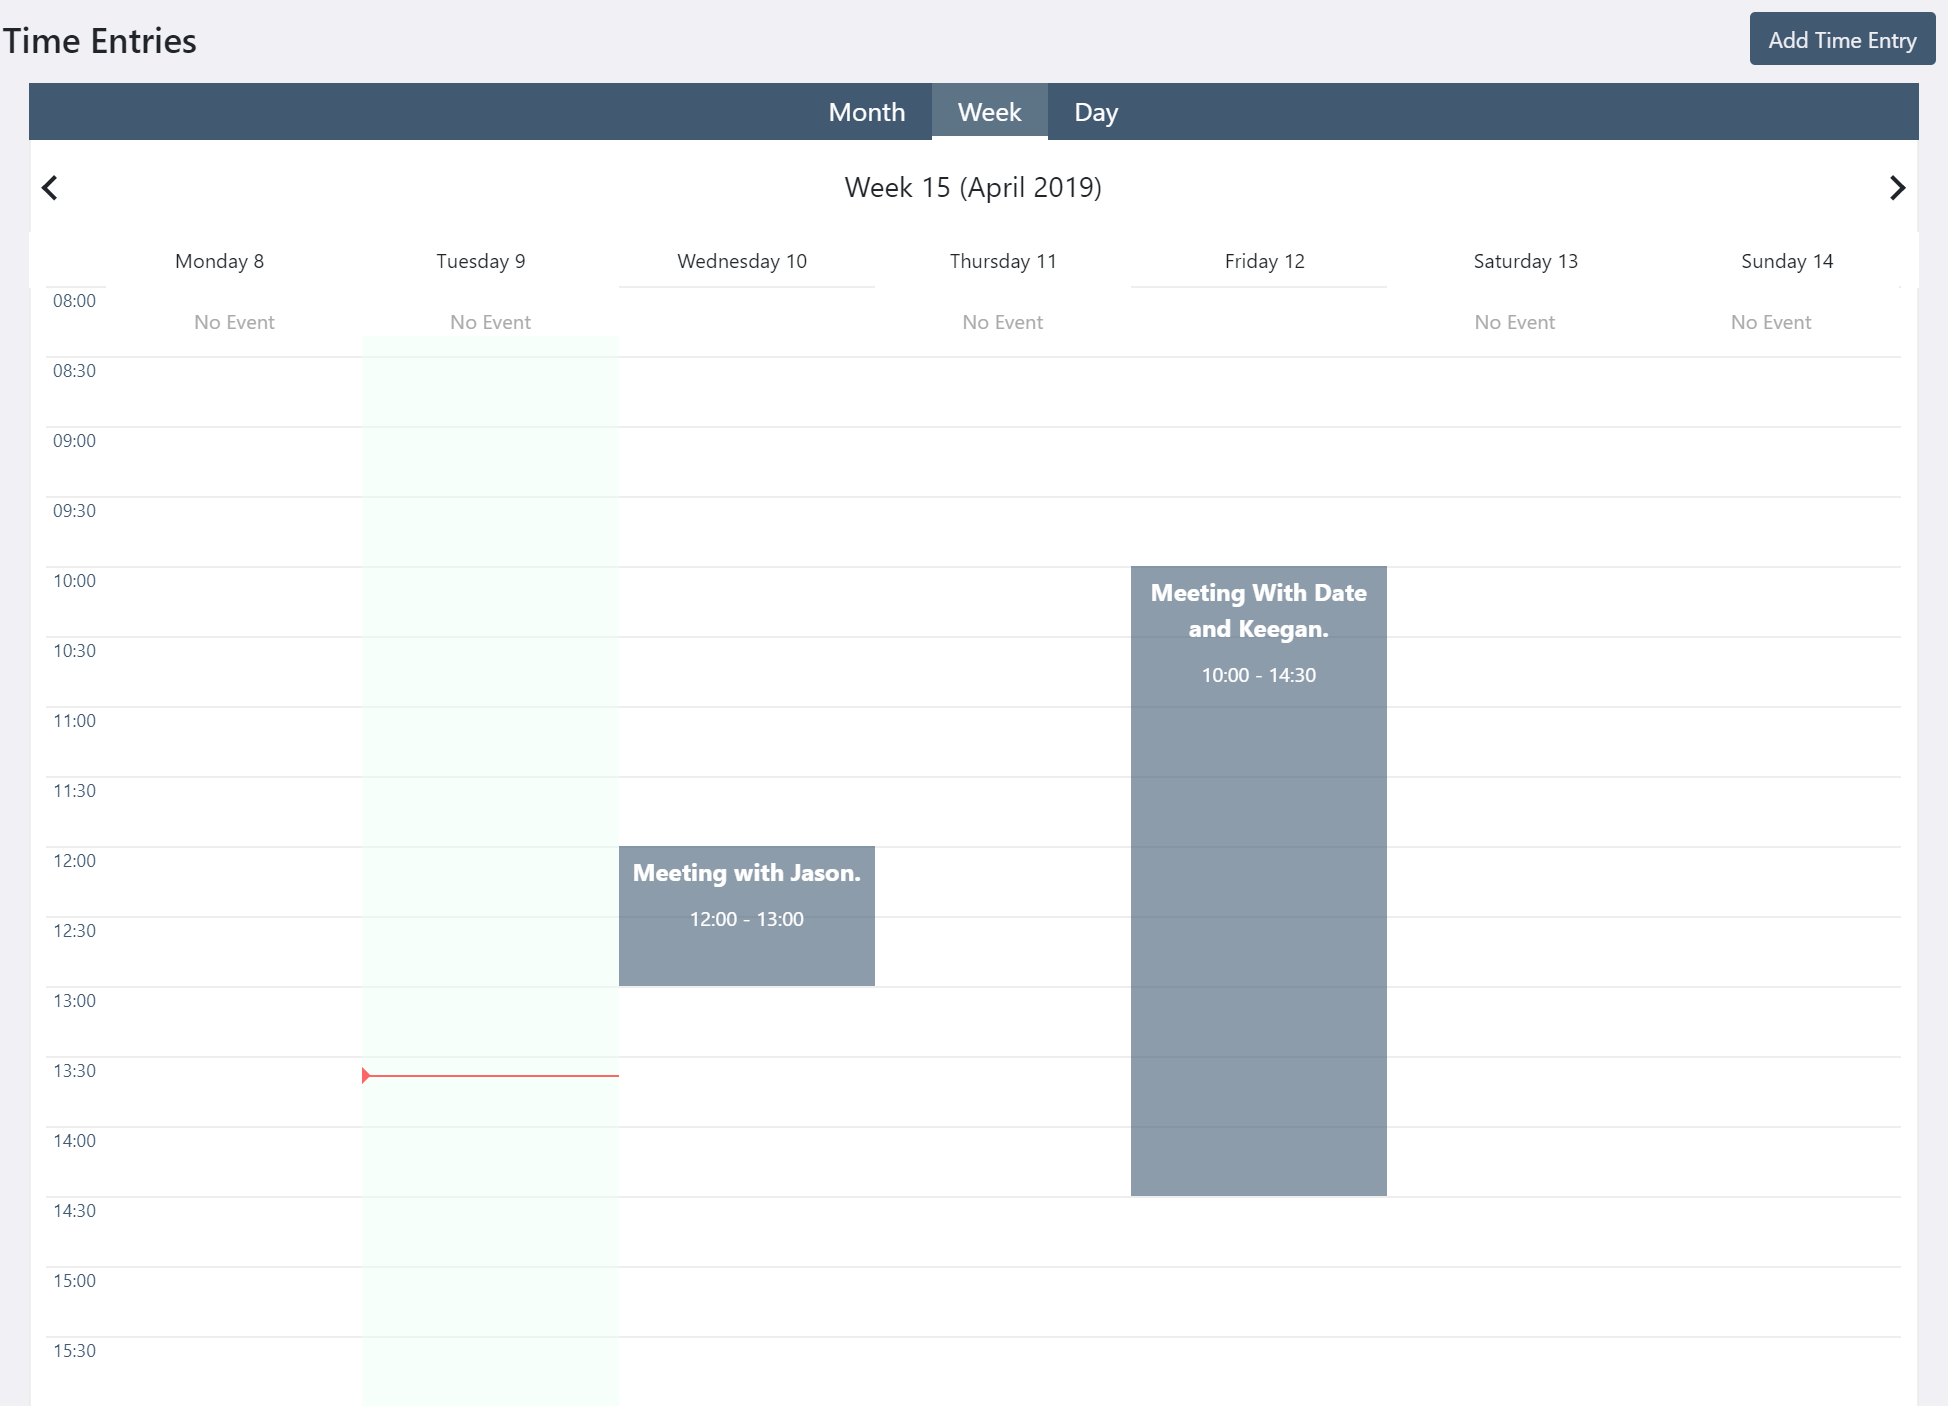 Time Entries
Add Time Entry
Month Week Day
Week 15 (April 2019)
Monday 8 Tuesday 9 Wednesday 10 Thursday 11 Friday 12 Saturday 13 Sunday 14
08:00
No Event No Event No Event No Event No Event
08:30
09:00
09:30
10:00
Meeting With Date
and Keegan.
10:30
10:00 - 14:30
11:00
11:30
12:00
Meeting with Jason.
12:00 - 13:00
12:30
13:00
13:30
14:00
14:30
15:00
15:30